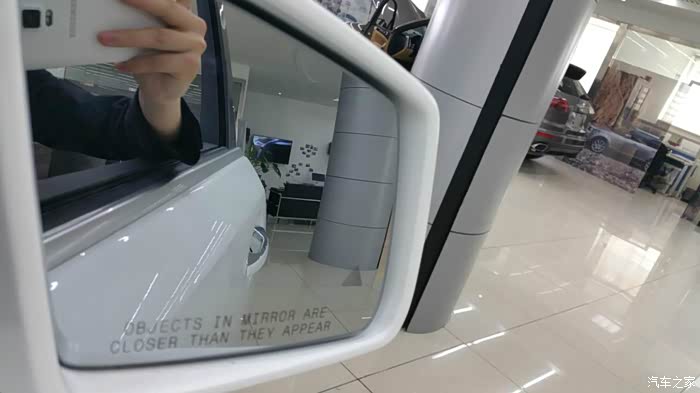 OBJECTS IN MIRROR ARE
CLOSER THAN THEY APPEAR
汽车之家